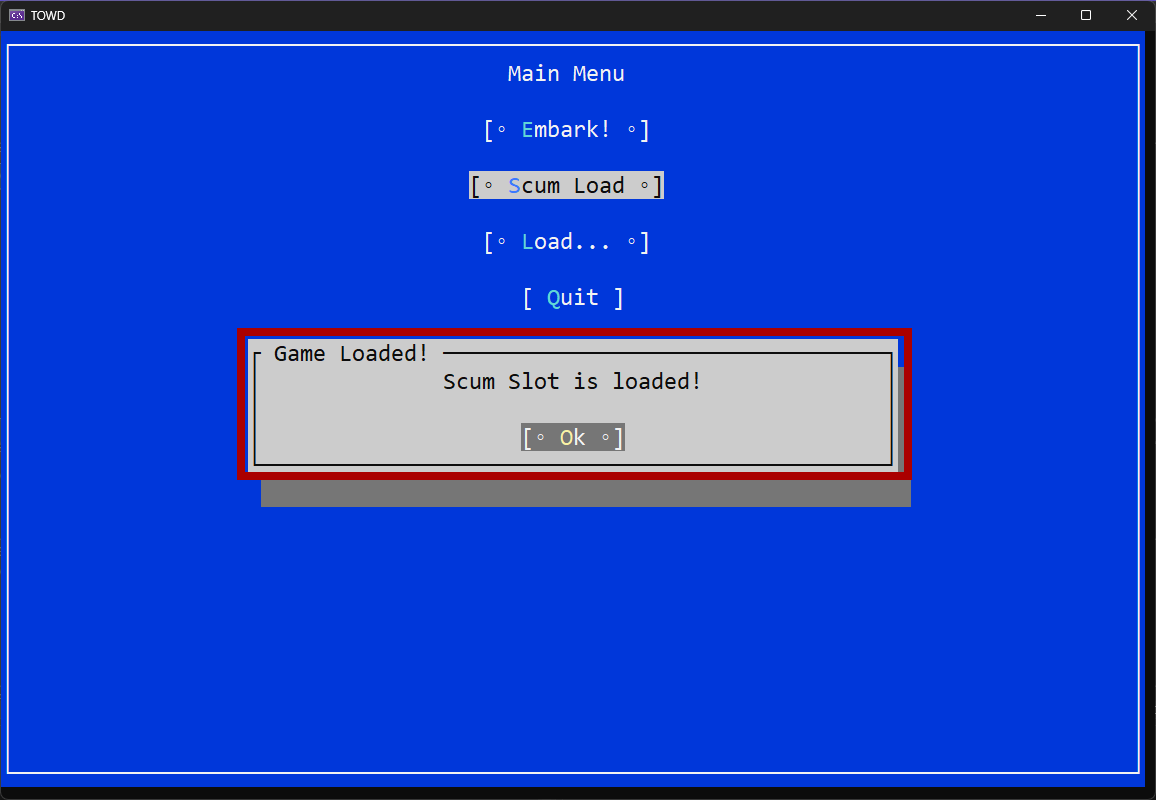 TOWD
Main Menu
[◦ Embark! ◦]
[◦ Scum Load ◦]
[◦ Load... ◦]
[ Quit ]
Game Loaded!
Scum Slot is loaded!
[◦ Ok ◦]